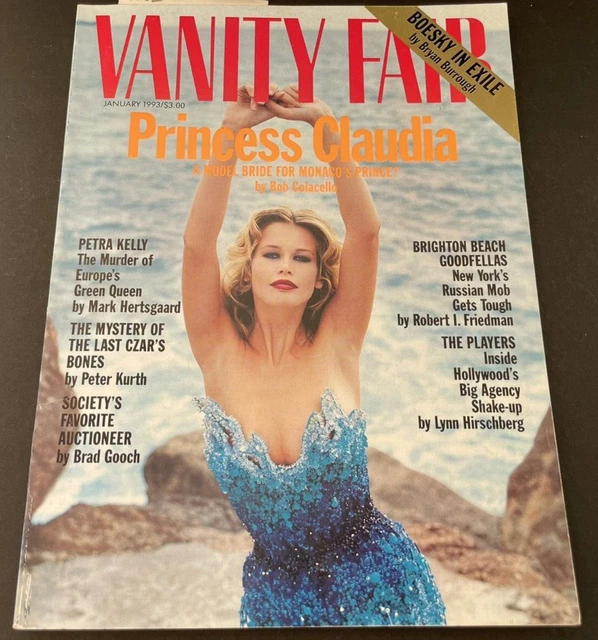 VANITY FAIR
BOESKY IN EXILE
by Bryan Burrough
JANUARY 1993/$3.00
Princess Claudia
A MODEL BRIDE FOR MONACO'S PRINCE?
by Bob Colacello
PETRA KELLY
The Murder of
Europe's
Green Queen
by Mark Hertsgaard
THE MYSTERY OF
THE LAST CZAR'S
BONES
by Peter Kurth
SOCIETY'S
FAVORITE
AUCTIONEER
by Brad Gooch
BRIGHTON BEACH
GOODFELLAS
New York's
Russian Mob
Gets Tough
by Robert I. Friedman
THE PLAYERS
Inside
Hollywood's
Big Agency
Shake-up
by Lynn Hirschberg